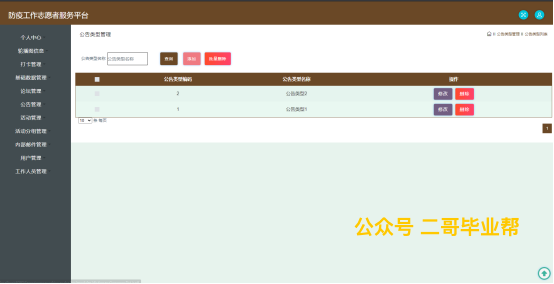 防疫工作志愿者服务平台
个人中心
轮播图信息
打卡管理
基础数据管理
论坛管理
公告管理
活动管理
活动分组管理
内部邮件管理
用户管理
工作人员管理
公告类型管理
公告类型管理
公告类型列表
公告类型名称
公告类型名称
查询
添加
批量删除
公告类型编码
公告类型名称
操作
2
公告类型2
修改
删除
1
公告类型1
修改
删除
10
条 每页
1
公众号 二哥毕业帮